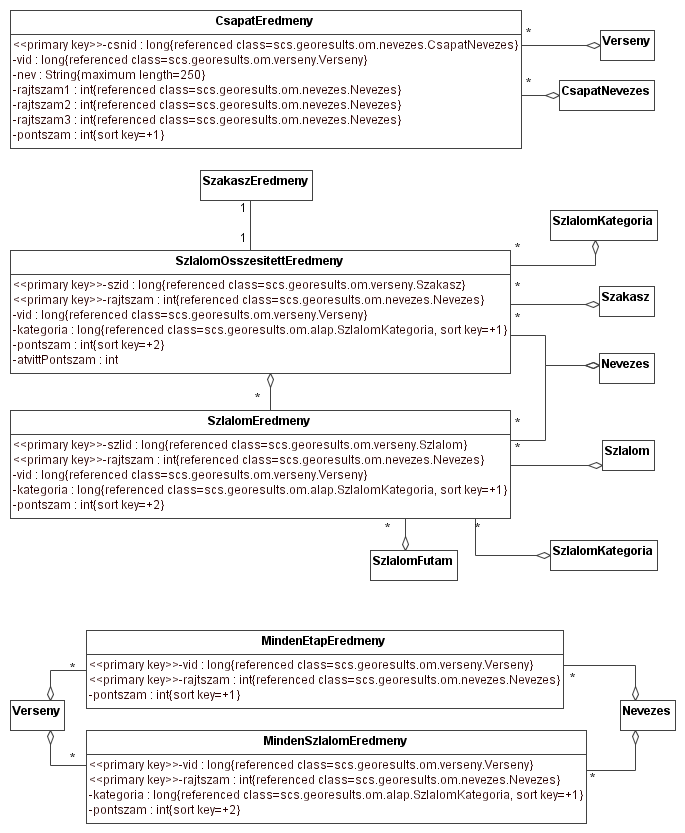 CsapatEredmeny
<<primary key>>-csnid : long{referenced class=scs.georesults.om.nevezes.CsapatNevezes}
-vid : long{referenced class=scs.georesults.om.verseny.Verseny}
-nev : String{maximum length=250}
-rajtszam1 : int{referenced class=scs.georesults.om.nevezes.Nevezes}
-rajtszam2 : int{referenced class=scs.georesults.om.nevezes.Nevezes}
-rajtszam3 : int{referenced class=scs.georesults.om.nevezes.Nevezes}
-pontszam : int{sort key=+1}
*
Verseny
*
CsapatNevezes
SzakaszEredmeny
1
1
SzlalomOsszesitettEredmeny
<<primary key>>-szid : long{referenced class=scs.georesults.om.verseny.Szakasz}
<<primary key>>-rajtszam : int{referenced class=scs.georesults.om.nevezes.Nevezes}
-vid : long{referenced class=scs.georesults.om.verseny.Verseny}
-kategoria : long{referenced class=scs.georesults.om.alap.SzlalomKategoria, sort key=+1}
-pontszam : int{sort key=+2}
-atvittPontszam : int
*
SzlalomKategoria
*
Szakasz
*
Nevezes
*
*
SzlalomEredmeny
<<primary key>>-szlid : long{referenced class=scs.georesults.om.verseny.Szlalom}
<<primary key>>-rajtszam : int{referenced class=scs.georesults.om.nevezes.Nevezes}
-vid : long{referenced class=scs.georesults.om.verseny.Verseny}
-kategoria : long{referenced class=scs.georesults.om.alap.SzlalomKategoria, sort key=+1}
-pontszam : int{sort key=+2}
*
Szlalom
*
SzlalomFutam
*
SzlalomKategoria
MindenEtapEredmeny
<<primary key>>-vid : long{referenced class=scs.georesults.om.verseny.Verseny}
<<primary key>>-rajtszam : int{referenced class=scs.georesults.om.nevezes.Nevezes}
-pontszam : int{sort key=+1}
*
*
Verseny
Nevezes
*
*
MindenSzlalomEredmeny
<<primary key>>-vid : long{referenced class=scs.georesults.om.verseny.Verseny}
<<primary key>>-rajtszam : int{referenced class=scs.georesults.om.nevezes.Nevezes}
-kategoria : long{referenced class=scs.georesults.om.alap.SzlalomKategoria, sort key=+1}
-pontszam : int{sort key=+2}